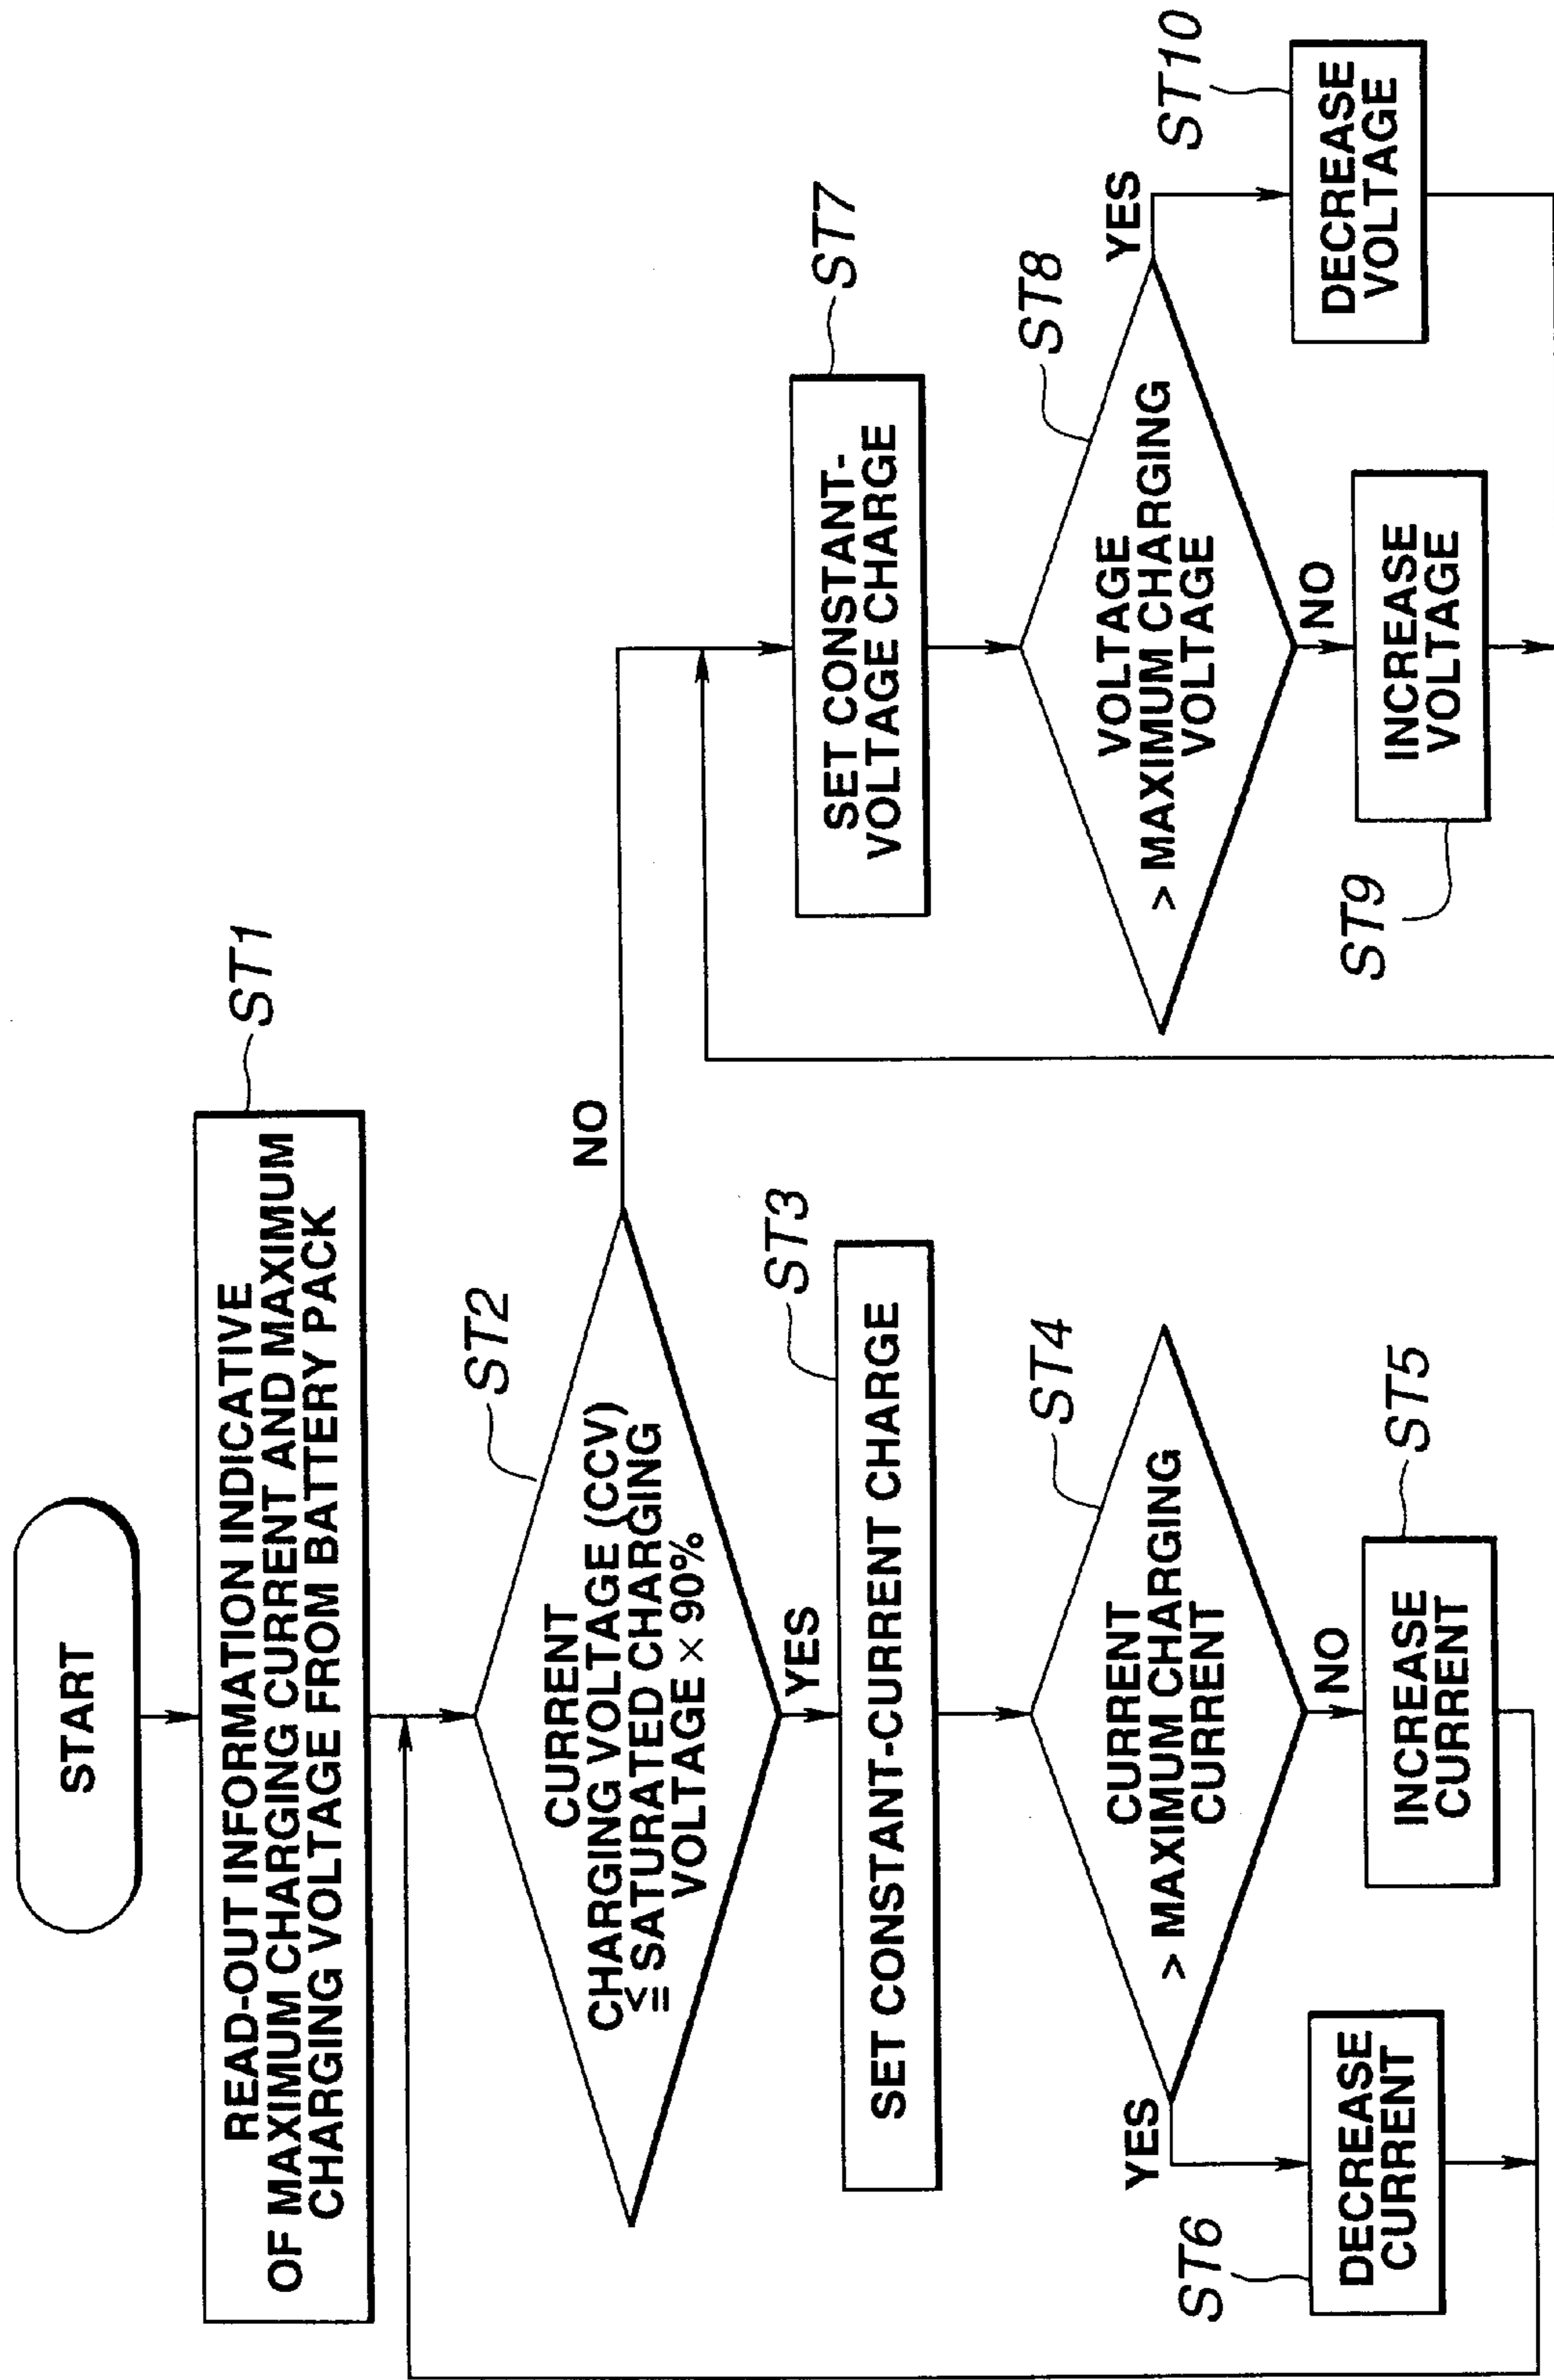 START
READ-OUT INFORMATION INDICATIVE
OF MAXIMUM CHARGING CURRENT AND MAXIMUM
CHARGING VOLTAGE FROM BATTERY PACK
ST1
CURRENT
CHARGING VOLTAGE (CCV)
≦ SATURATED CHARGING
VOLTAGE × 90%
ST2
NO
YES
SET CONSTANT-CURRENT CHARGE
ST3
CURRENT
> MAXIMUM CHARGING
CURRENT
ST4
YES
NO
DECREASE
CURRENT
ST6
INCREASE
CURRENT
ST5
SET CONSTANT-
VOLTAGE CHARGE
ST7
VOLTAGE
> MAXIMUM CHARGING
VOLTAGE
ST8
YES
NO
INCREASE
VOLTAGE
ST9
DECREASE
VOLTAGE
ST10